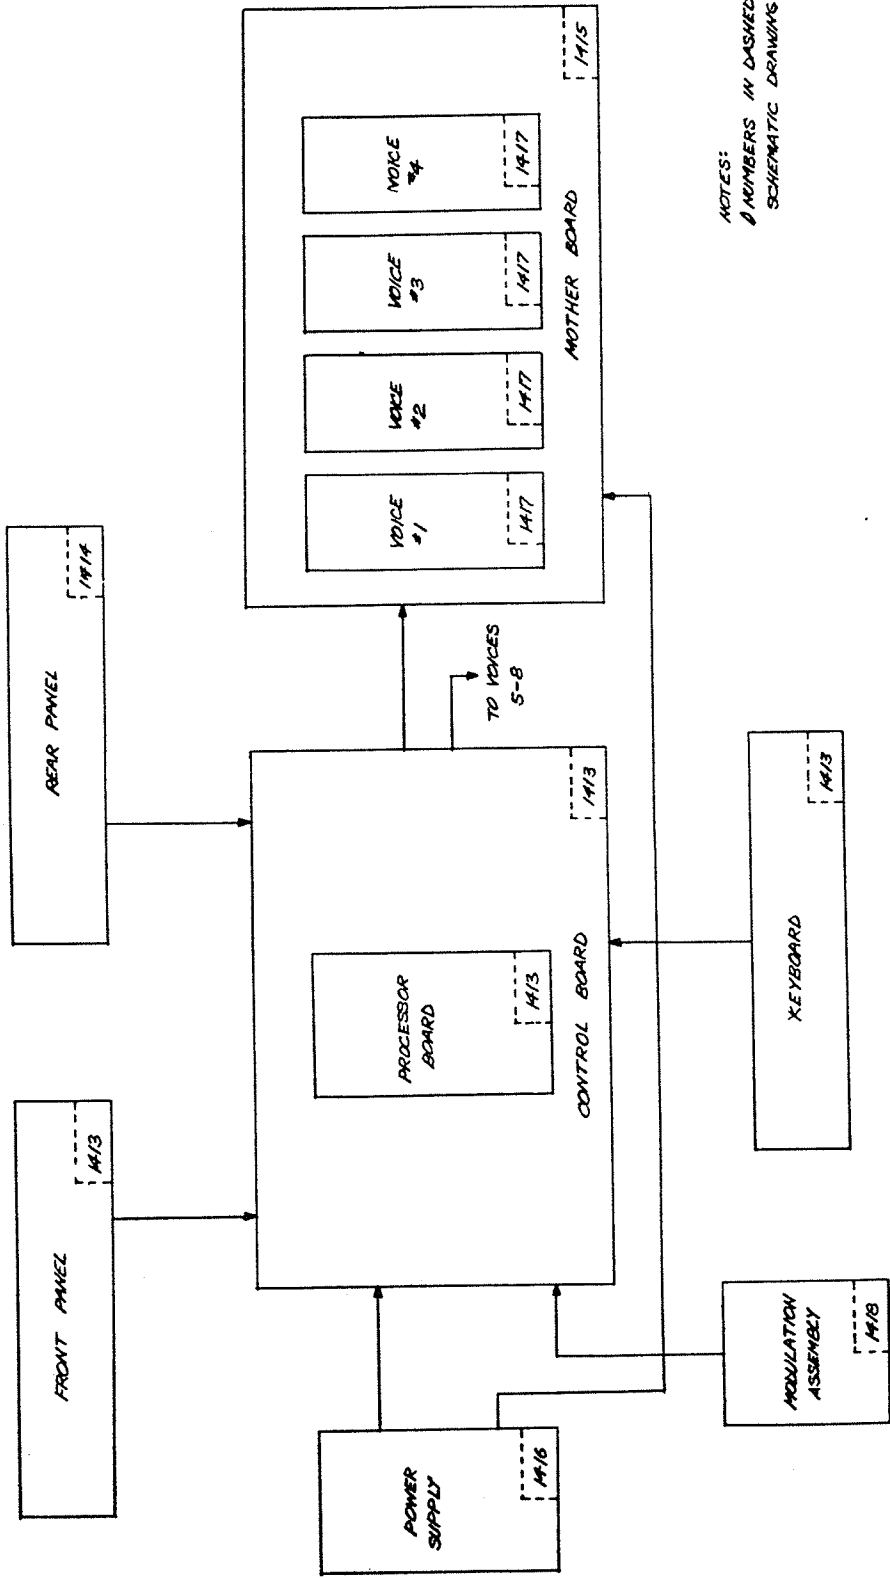 FRONT PANEL
1413
REAR PANEL
1414
POWER
SUPPLY
1416
PROCESSOR
BOARD
1413
CONTROL BOARD
1413
TO VOICES
5-8
VOICE
#1
1417
VOICE
#2
1417
VOICE
#3
1417
VOICE
#4
1417
MOTHER BOARD
1415
MODULATION
ASSEMBLY
1418
KEYBOARD
1413
NOTES:
1) NUMBERS IN DASHED
SCHEMATIC DRAWING